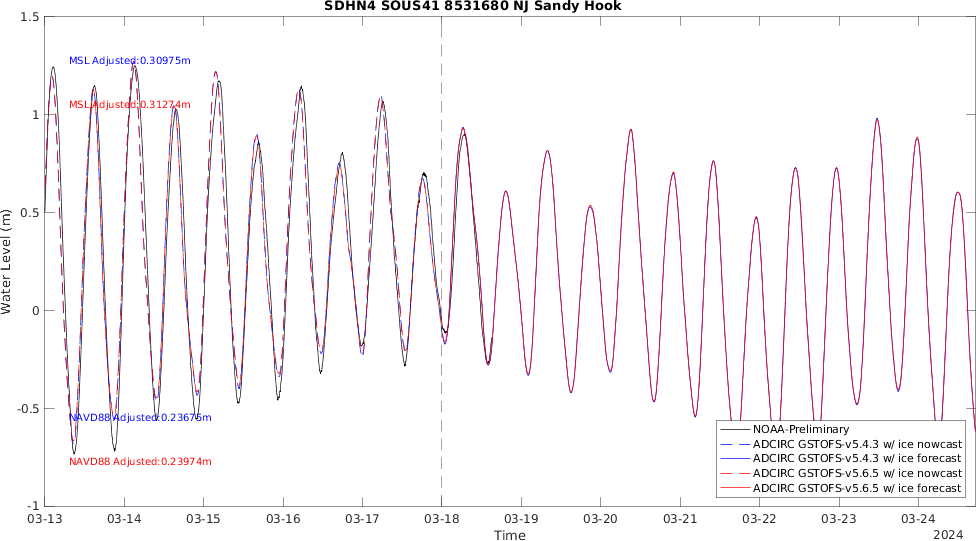 SDHN4 SOUS41 8531680 NJ Sandy Hook
1.5
MSL Adjusted:0.30975m
MSL Adjusted:0.31274m
1
0.5
Water Level (m)
0
-0.5
NAVD88 Adjusted:0.23675m
NAVD88 Adjusted:0.23974m
NOAA-Preliminary
ADCIRC GSTOFS-v5.4.3 w/ ice nowcast
ADCIRC GSTOFS-v5.4.3 w/ ice forecast
ADCIRC GSTOFS-v5.6.5 w/ ice nowcast
ADCIRC GSTOFS-v5.6.5 w/ ice forecast
-1
03-13 03-14 03-15 03-16 03-17 03-18 03-19 03-20 03-21 03-22 03-23 03-24
Time
2024